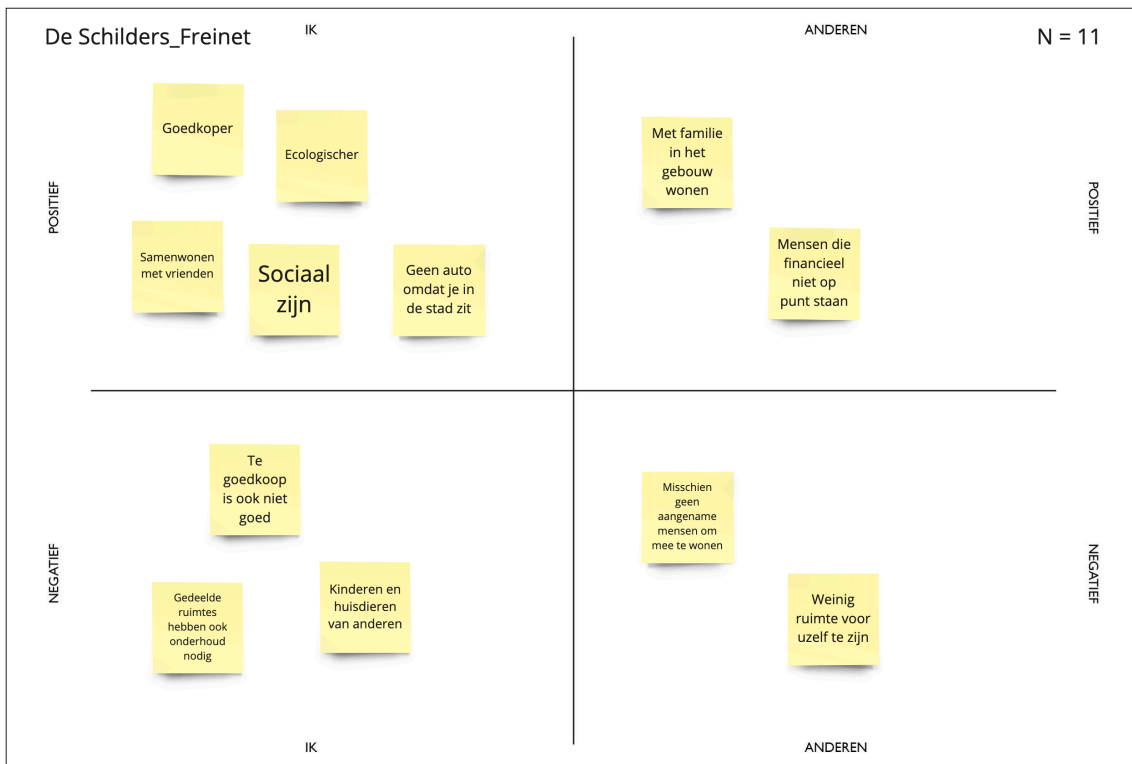 De Schilders_Freinet
IK
ANDEREN
N = 11
POSITIEF
Goedkoper
Ecologischer
Samenwonen
met vrienden
Sociaal
zijn
Geen auto
omdat je in
de stad zit
Met familie
in het
gebouw
wonen
Mensen die
financieel
niet op
punt staan
POSITIEF
NEGATIEF
Te
goedkoop
is ook niet
goed
Gedeelde
ruimtes
hebben ook
onderhoud
nodig
Kinderen en
huisdieren
van anderen
Misschien
geen
aangename
mensen om
mee te wonen
Weinig
ruimte voor
uzelf te zijn
NEGATIEF
IK
ANDEREN